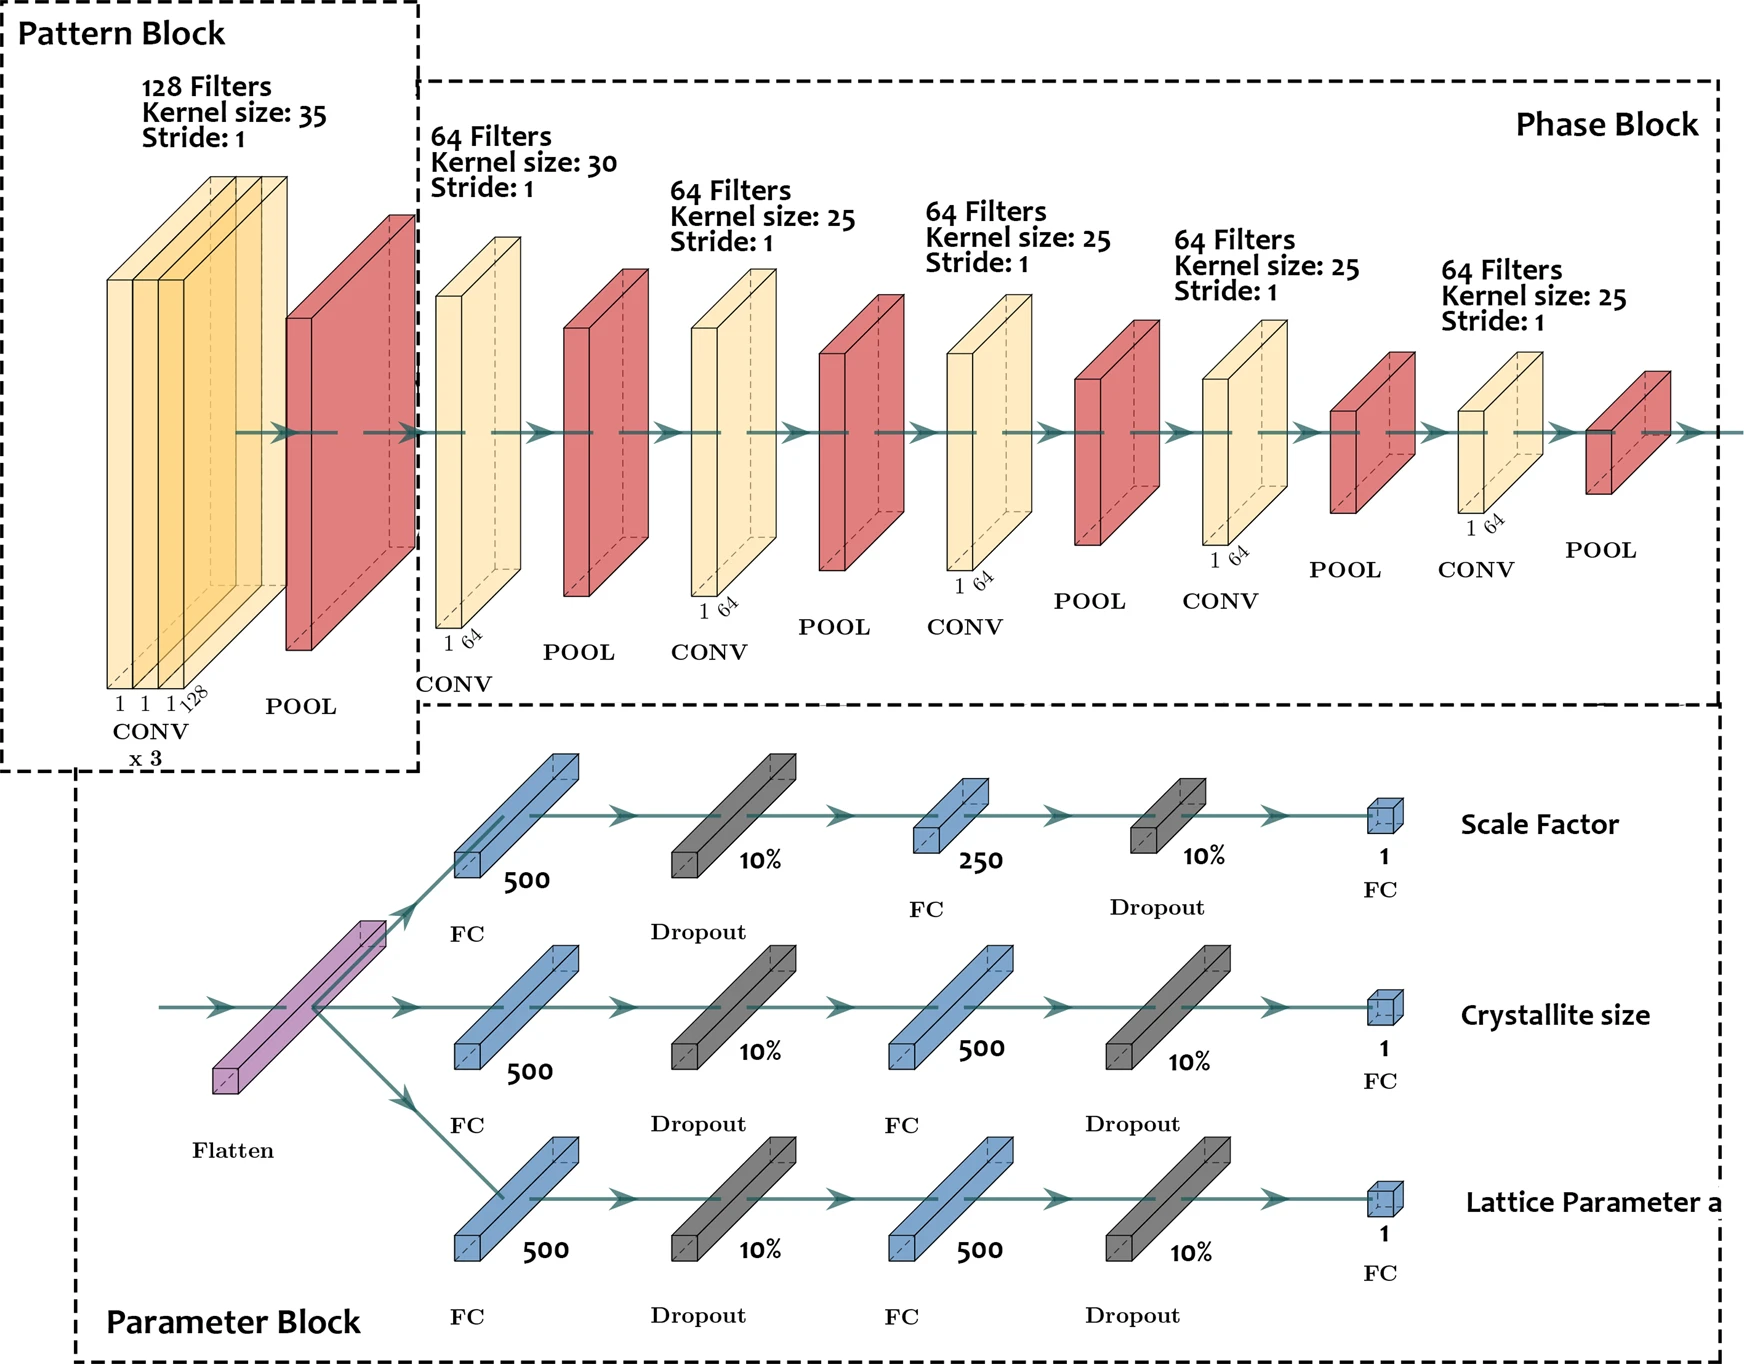 Pattern Block
128 Filters
Kernel size: 35
Stride: 1
1 1 1 128
CONV
x 3
POOL
Phase Block
64 Filters
Kernel size: 30
Stride: 1
1 64
CONV
POOL
64 Filters
Kernel size: 25
Stride: 1
1 64
CONV
POOL
64 Filters
Kernel size: 25
Stride: 1
1 64
CONV
POOL
64 Filters
Kernel size: 25
Stride: 1
1 64
CONV
POOL
64 Filters
Kernel size: 25
Stride: 1
1 64
CONV
POOL
Flatten
500
FC
10%
Dropout
250
FC
10%
Dropout
1
FC
Scale Factor
500
FC
10%
Dropout
500
FC
10%
Dropout
1
FC
Crystallite size
500
FC
10%
Dropout
500
FC
10%
Dropout
1
FC
Lattice Parameter a
Parameter Block